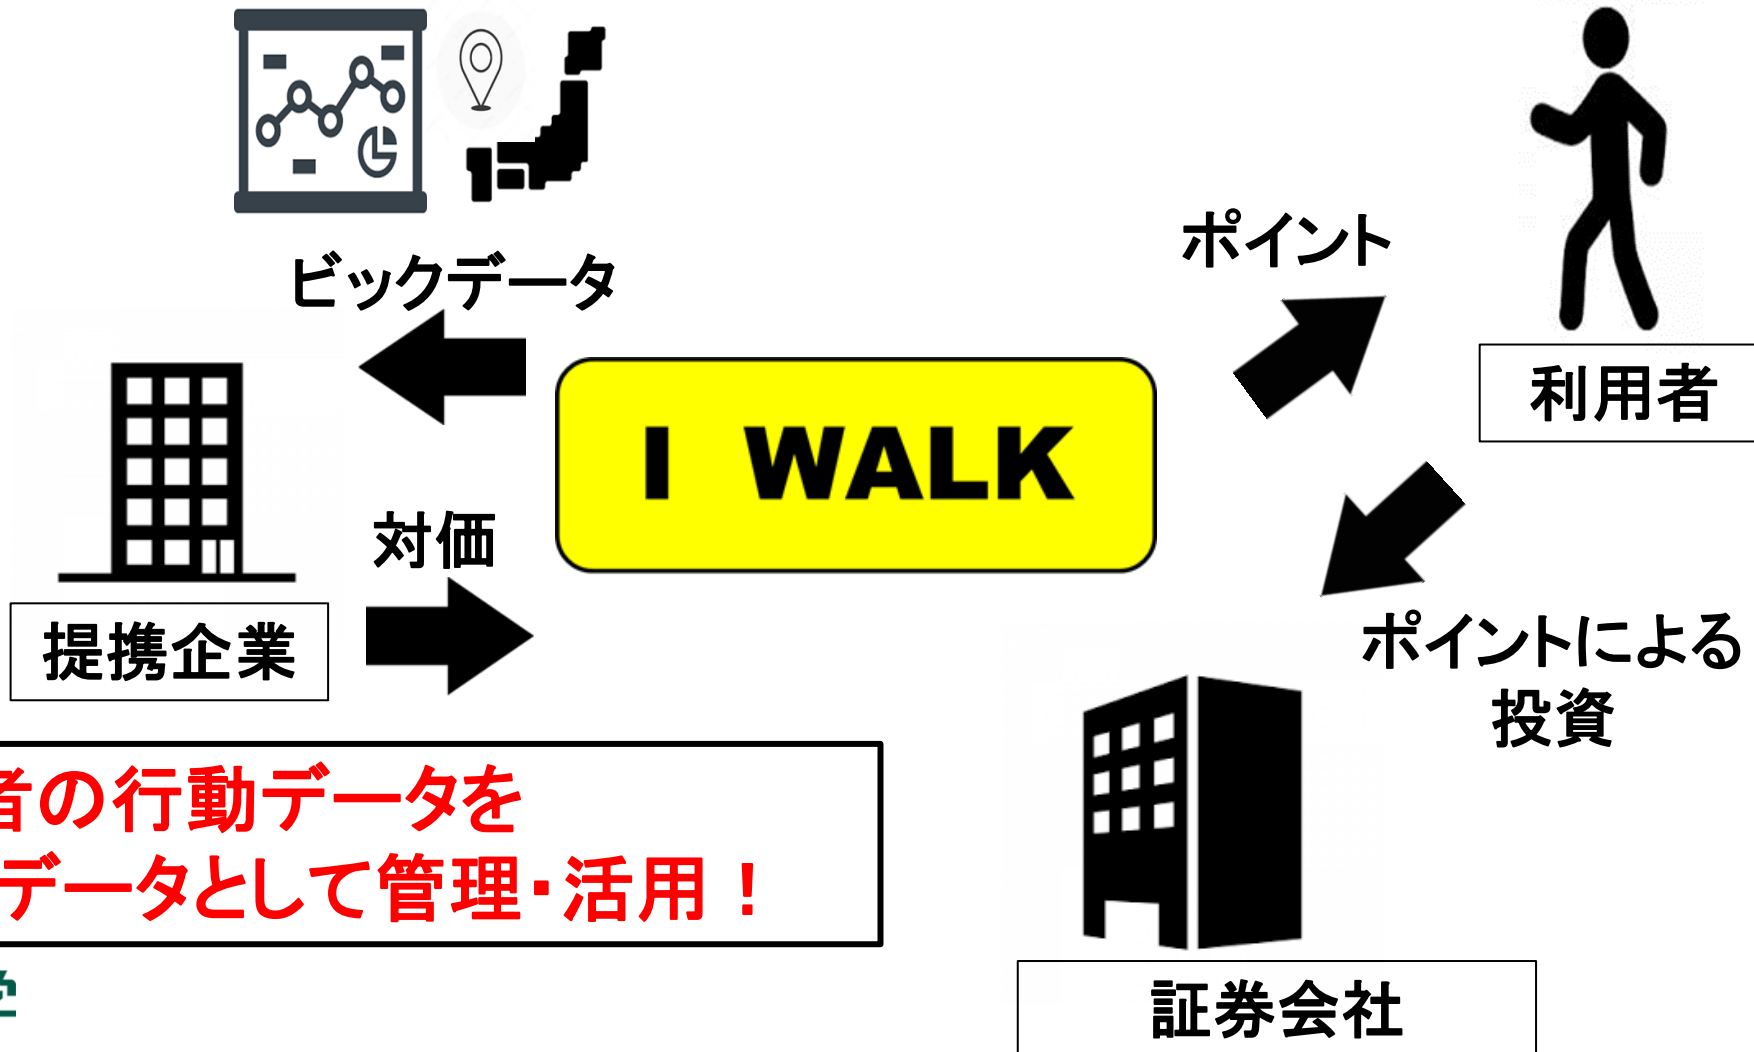 ビックデータ
ポイント
利用者
I WALK
対価
提携企業
ポイントによる
投資
者の行動データを
データとして管理・活用！
証券会社